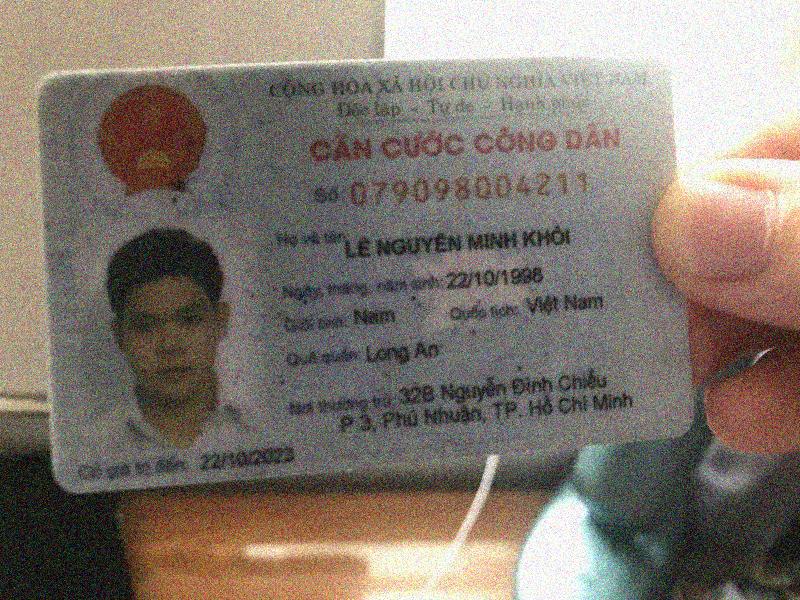 CỘNG HÒA XÃ HỘI CHỦ NGHĨA VIỆT NAM
Độc lập - Tự do - Hạnh phúc
CĂN CƯỚC CÔNG DÂN
Số 079098004211
Họ và tên: LÊ NGUYÊN MINH KHÔI
Ngày, tháng, năm sinh: 22/10/1998
Giới tính: Nam Quốc tịch: Việt Nam
Quê quán: Long An
Nơi thường trú: 32B Nguyễn Đình Chiểu
P 3, Phú Nhuận, TP. Hồ Chí Minh
Có giá trị đến: 22/10/2023